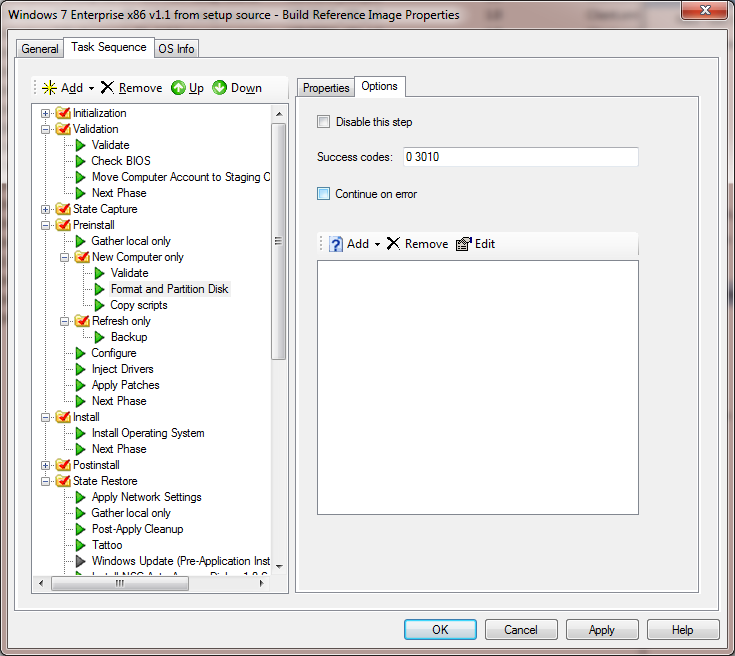 Windows 7 Enterprise x86 v1.1 from setup source - Build Reference Image Properties
General Task Sequence OS Info
Add Remove Up Down
Initialization
Validation
Validate
Check BIOS
Move Computer Account to Staging O
Next Phase
State Capture
Preinstall
Gather local only
New Computer only
Validate
Format and Partition Disk
Copy scripts
Refresh only
Backup
Configure
Inject Drivers
Apply Patches
Next Phase
Install
Install Operating System
Next Phase
Postinstall
State Restore
Apply Network Settings
Gather local only
Post-Apply Cleanup
Tattoo
Windows Update (Pre-Application Inst
Properties Options
Disable this step
Success codes: 0 3010
Continue on error
Add Remove Edit
OK Cancel Apply Help